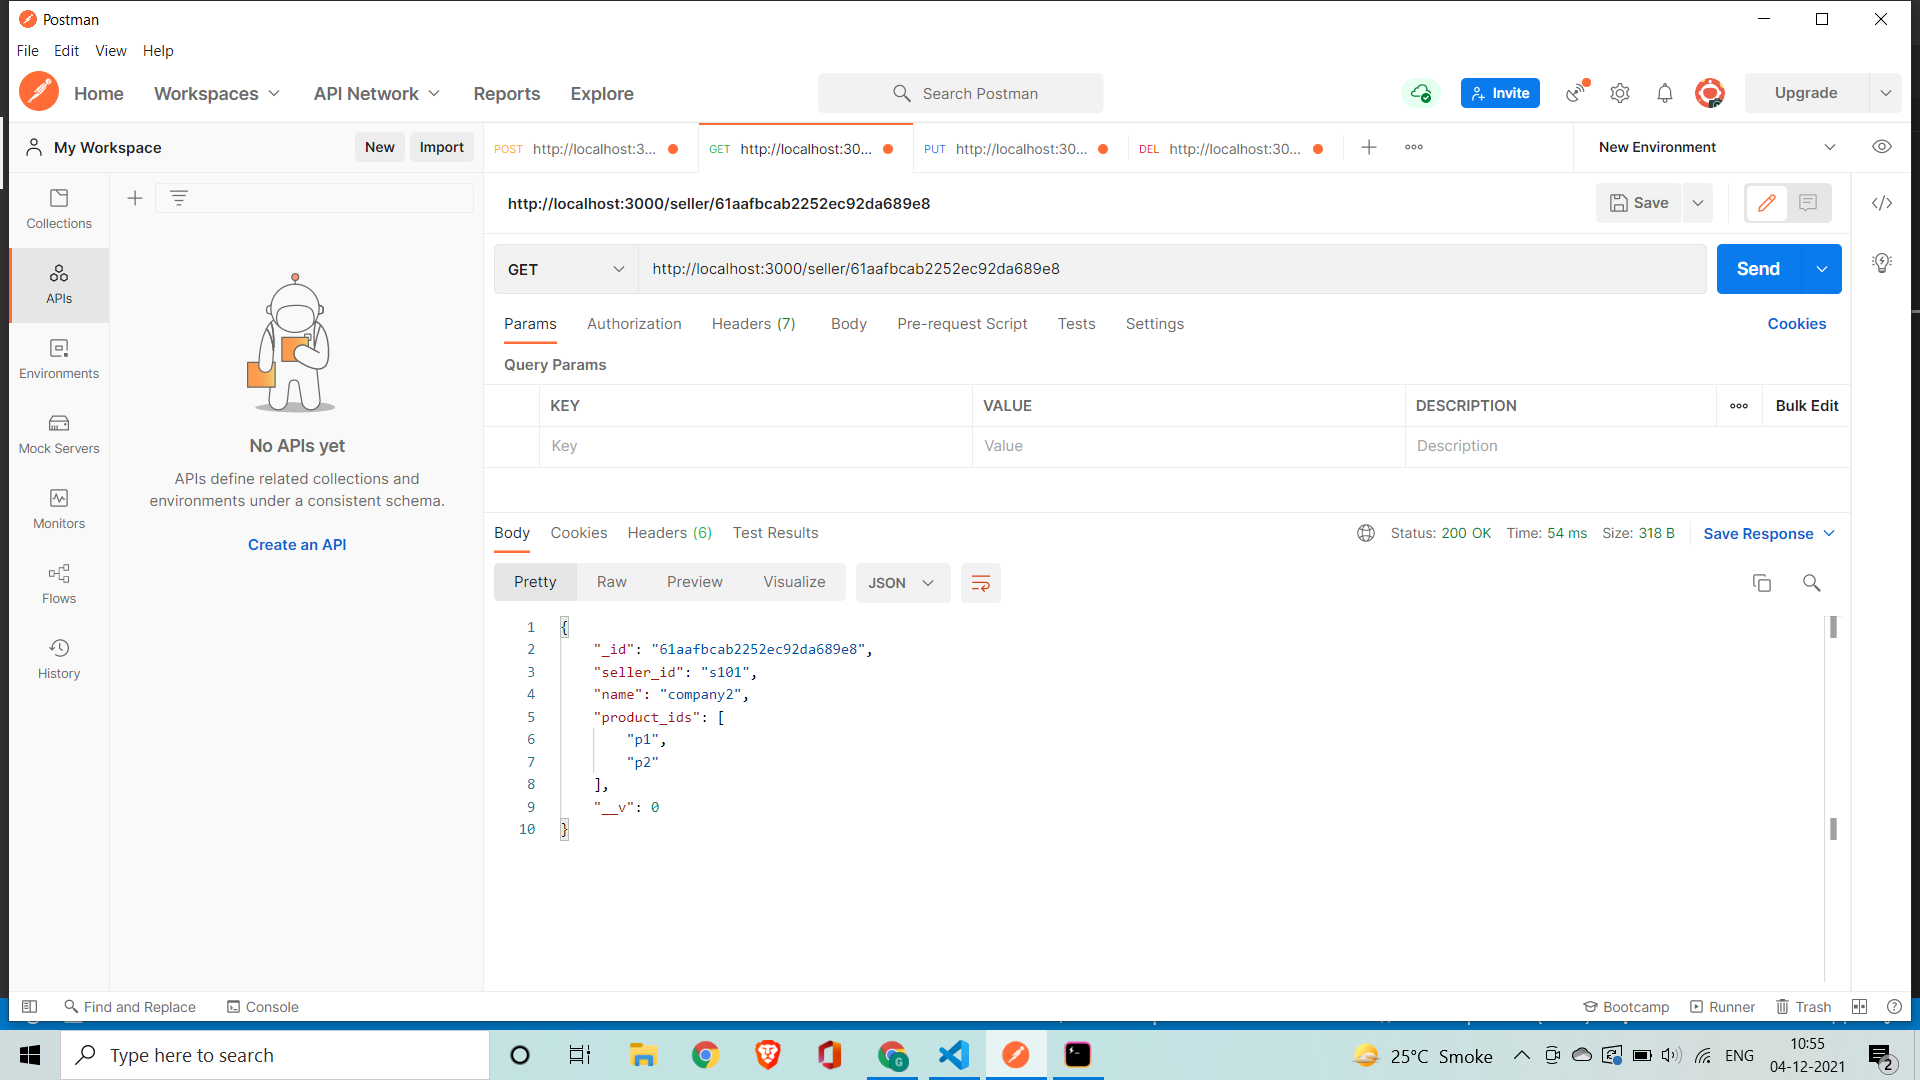 Postman
File Edit View Help
Home Workspaces API Network Reports Explore Search Postman Invite Upgrade
My Workspace New Import
POST http://localhost:3... GET http://localhost:30... PUT http://localhost:30... DEL http://localhost:30... New Environment
http://localhost:3000/seller/61aafbcab2252ec92da689e8 Save
GET http://localhost:3000/seller/61aafbcab2252ec92da689e8 Send
Params Authorization Headers (7) Body Pre-request Script Tests Settings Cookies
Query Params
KEY VALUE DESCRIPTION Bulk Edit
Key Value Description
Collections
APIs
Environments
Mock Servers
Monitors
Flows
History
No APIs yet
APIs define related collections and
environments under a consistent schema.
Create an API
Body Cookies Headers (6) Test Results Status: 200 OK Time: 54 ms Size: 318 B Save Response
Pretty Raw Preview Visualize JSON
1 {
2 "_id": "61aafbcab2252ec92da689e8",
3 "seller_id": "s101",
4 "name": "company2",
5 "product_ids": [
6 "p1",
7 "p2"
8 ],
9 "__v": 0
10 }
Find and Replace Console Bootcamp Runner Trash
Type here to search 25°C Smoke ENG 10:55
04-12-2021 2